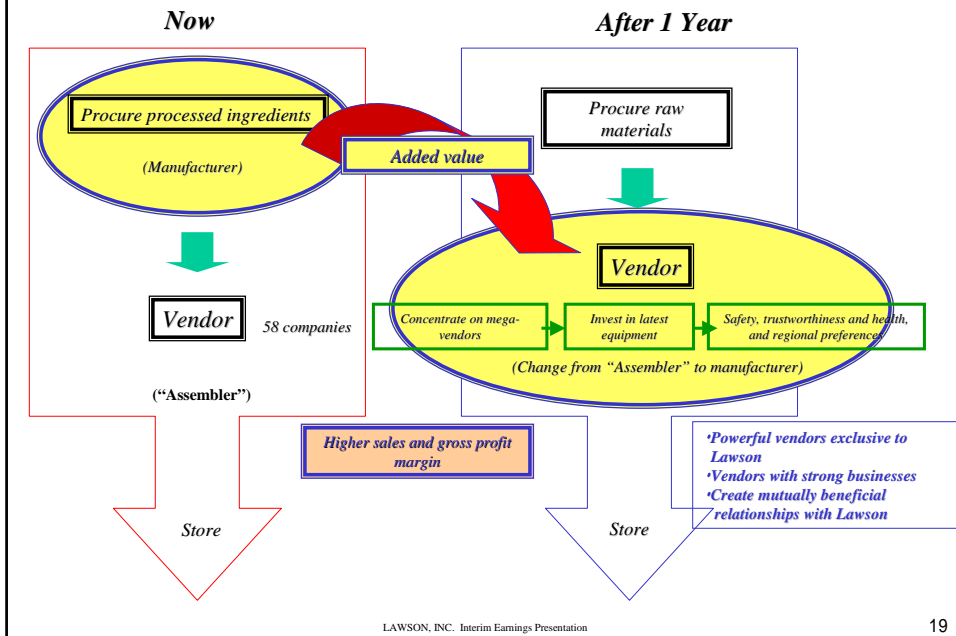 Now
After 1 Year
Procure processed ingredients
(Manufacturer)
Added value
Procure raw
materials
Vendor
58 companies
("Assembler")
Vendor
Concentrate on mega-
vendors
Invest in latest
equipment
Safety, trustworthiness and health,
and regional preferences
(Change from "Assembler" to manufacturer)
Higher sales and gross profit
margin
•Powerful vendors exclusive to
Lawson
•Vendors with strong businesses
•Create mutually beneficial
relationships with Lawson
Store
Store
LAWSON, INC. Interim Earnings Presentation
19